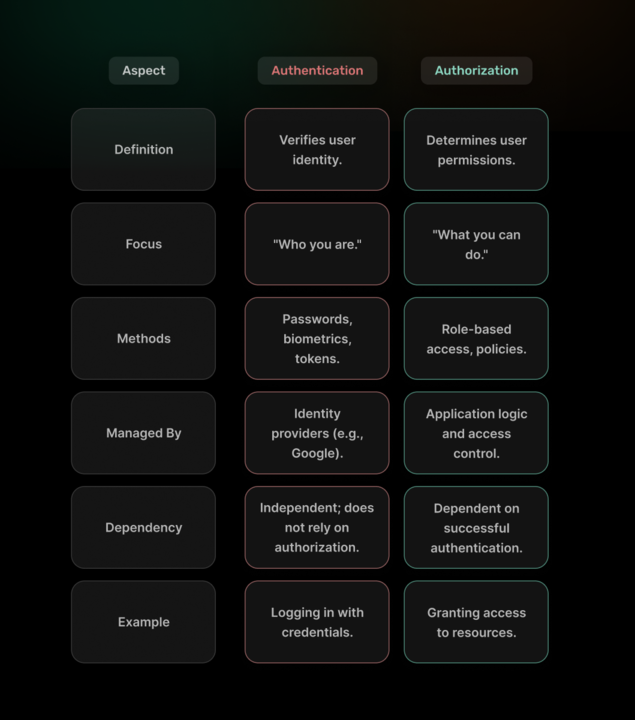 Aspect
Authentication
Authorization
Definition
Verifies user
identity.
Determines user
permissions.
Focus
"Who you are."
"What you can
do."
Methods
Passwords,
biometrics,
tokens.
Role-based
access, policies.
Managed By
Identity
providers (e.g.,
Google).
Application logic
and access
control.
Dependency
Independent; does
not rely on
authorization.
Dependent on
successful
authentication.
Example
Logging in with
credentials.
Granting access
to resources.